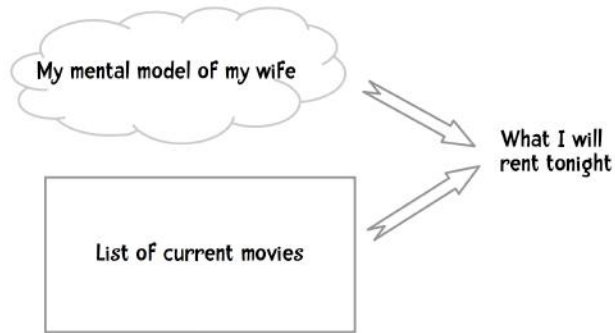 My mental model of my wife
What I will
rent tonight
List of current movies